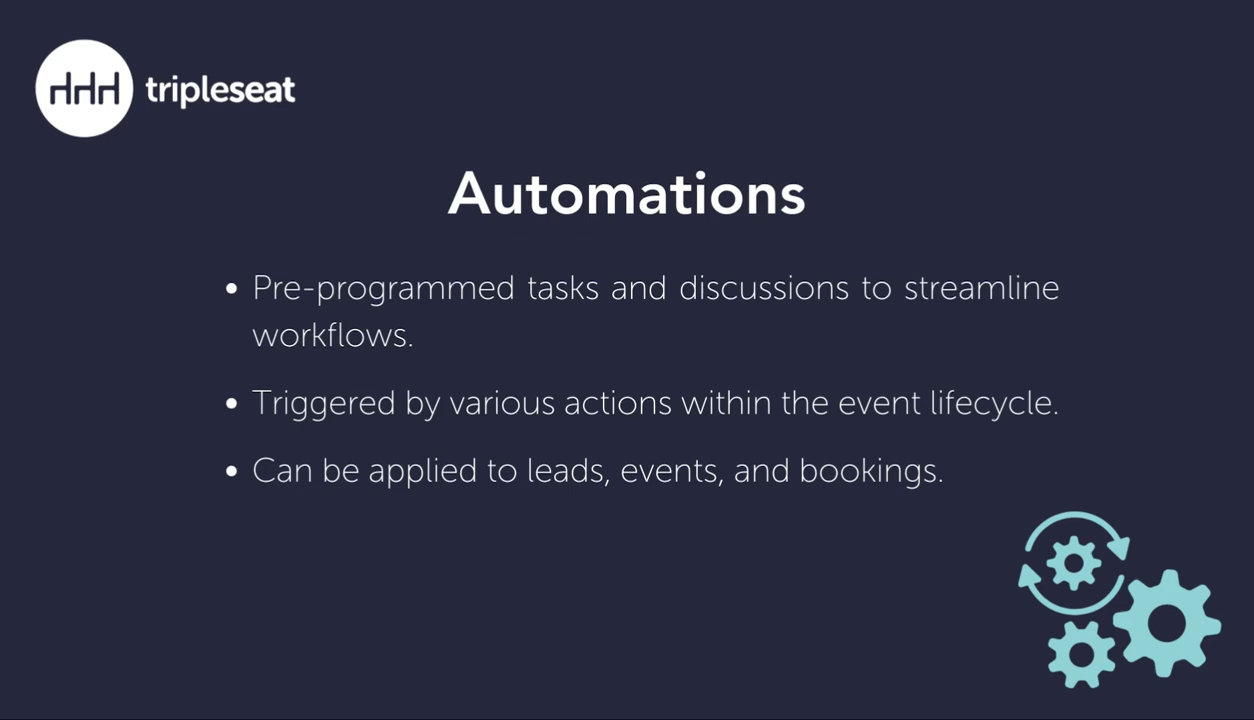 tripleseat
Automations
• Pre-programmed tasks and discussions to streamline
workflows.
• Triggered by various actions within the event lifecycle.
• Can be applied to leads, events, and bookings.